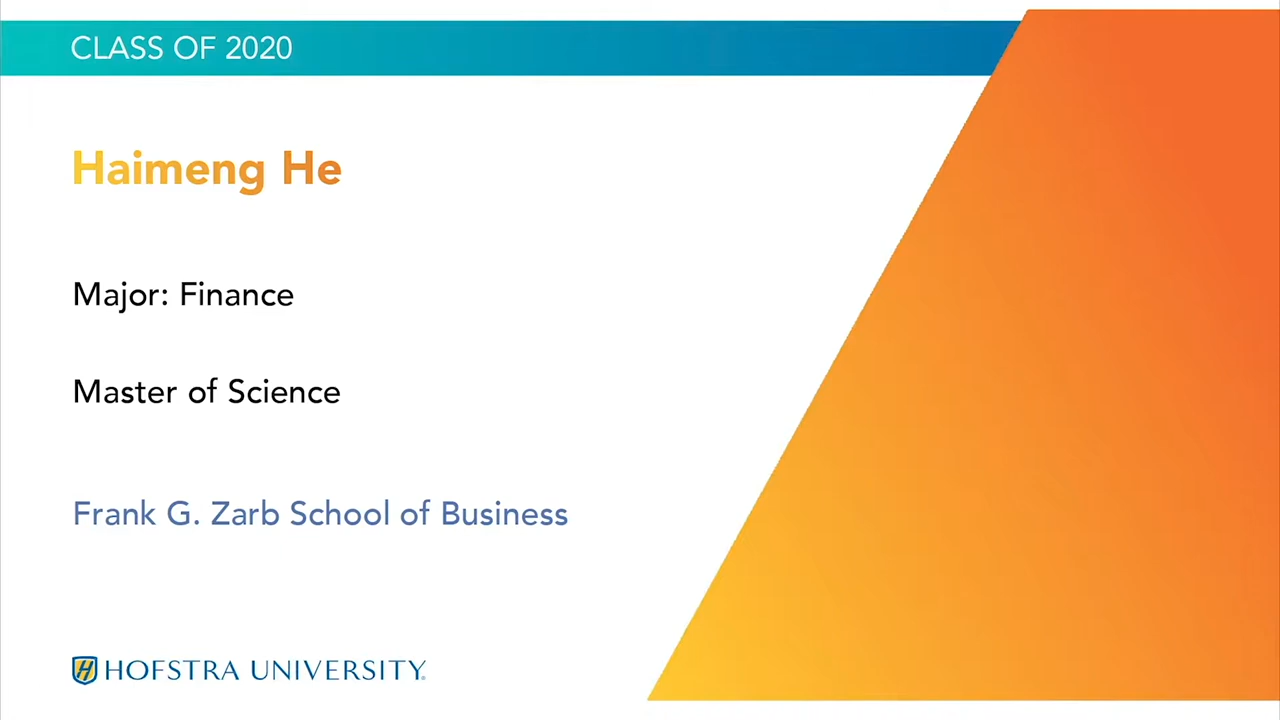 CLASS OF 2020
Haimeng He
Major: Finance
Master of Science
Frank G. Zarb School of Business
H HOFSTRA UNIVERSITY®